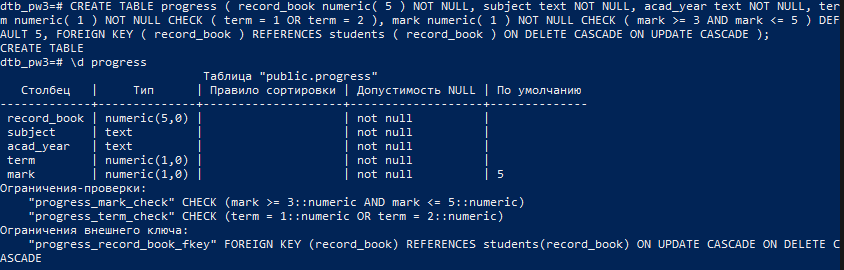 dtb_pw3=# CREATE TABLE progress ( record_book numeric( 5 ) NOT NULL, subject text NOT NULL, acad_year text NOT NULL, ter
m numeric( 1 ) NOT NULL CHECK ( term = 1 OR term = 2 ), mark numeric( 1 ) NOT NULL CHECK ( mark >= 3 AND mark <= 5 ) DEF
AULT 5, FOREIGN KEY ( record_book ) REFERENCES students ( record_book ) ON DELETE CASCADE ON UPDATE CASCADE );
CREATE TABLE
dtb_pw3=# \d progress
Таблица "public.progress"
Столбец | Тип | Правило сортировки | Допустимость NULL | По умолчанию
-------------+--------------+--------------------+-------------------+--------------
record_book | numeric(5,0) | | not null |
subject | text | | not null |
acad_year | text | | not null |
term | numeric(1,0) | | not null |
mark | numeric(1,0) | | not null | 5
Ограничения-проверки:
"progress_mark_check" CHECK (mark >= 3::numeric AND mark <= 5::numeric)
"progress_term_check" CHECK (term = 1::numeric OR term = 2::numeric)
Ограничения внешнего ключа:
"progress_record_book_fkey" FOREIGN KEY (record_book) REFERENCES students(record_book) ON UPDATE CASCADE ON DELETE C
ASCADE